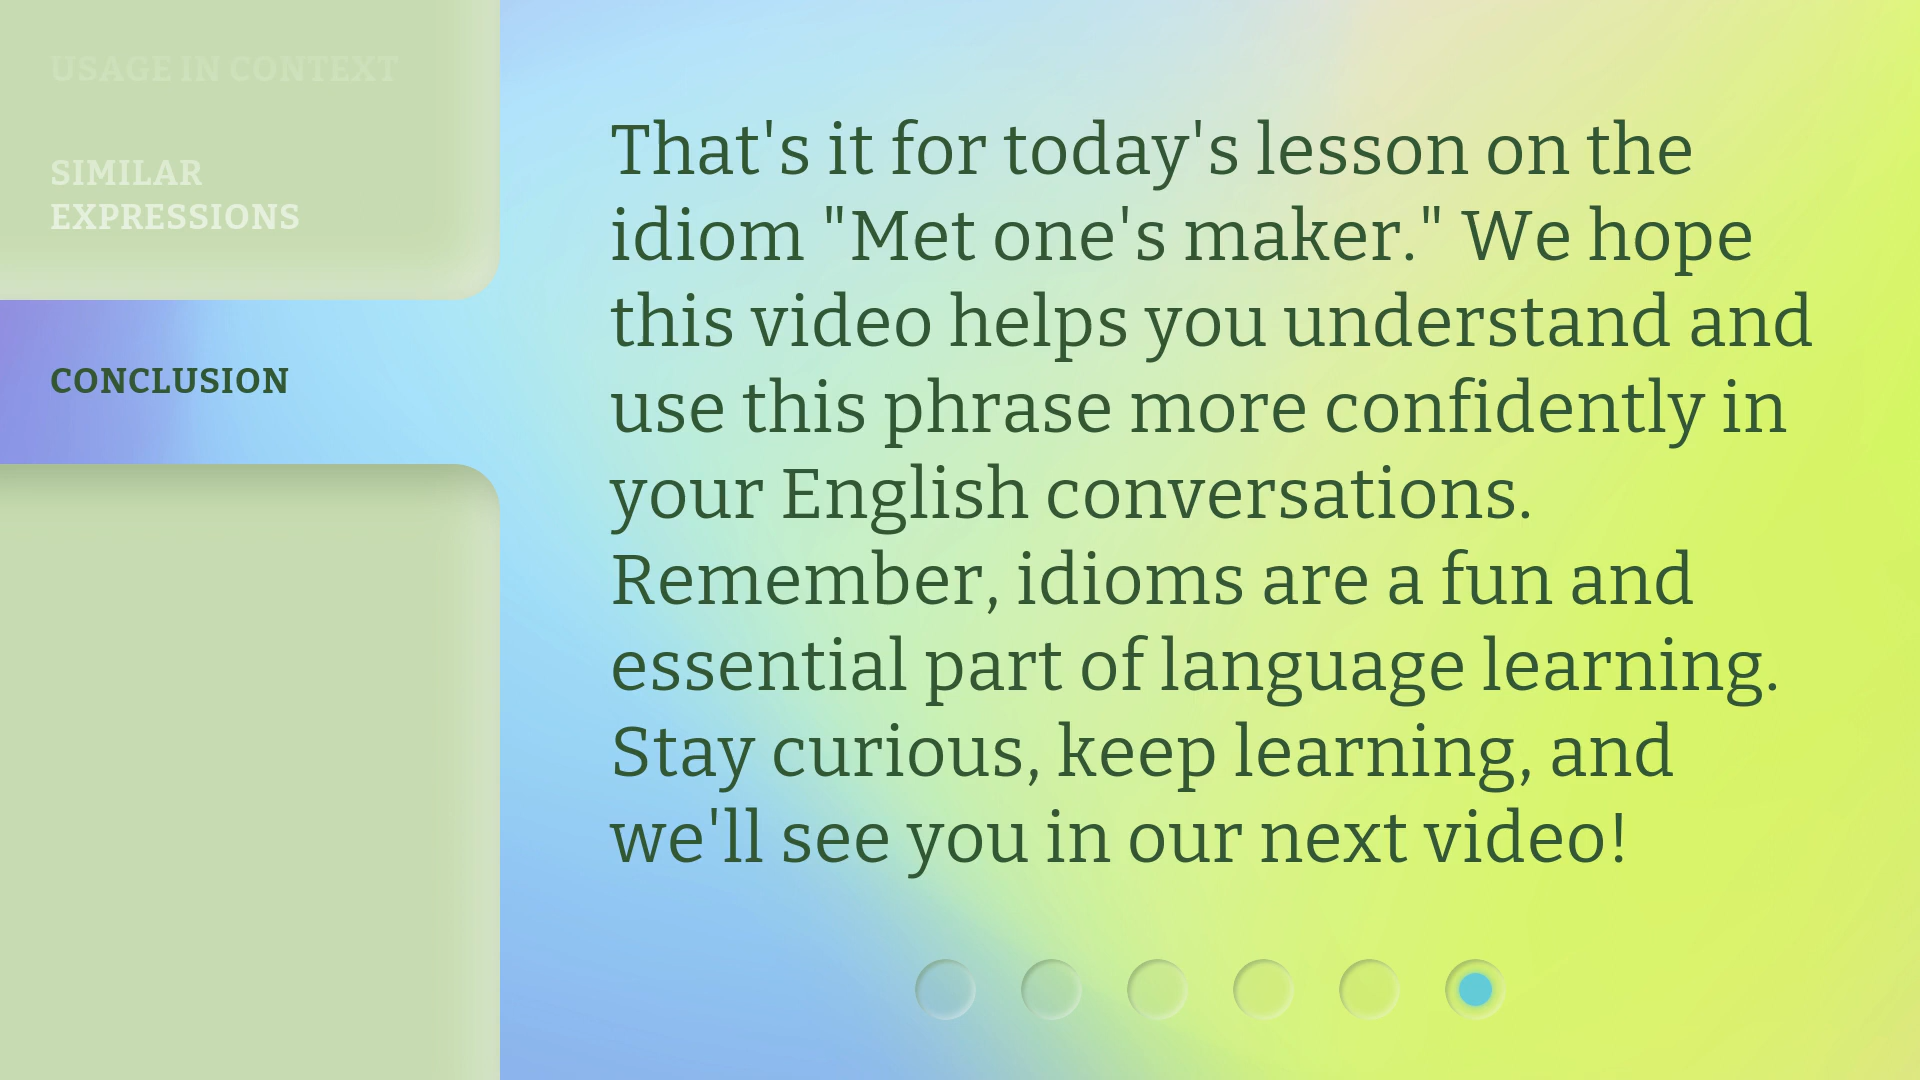 USAGE IN CONTEXT
SIMILAR
EXPRESSIONS
CONCLUSION
That's it for today's lesson on the
idiom "Met one's maker." We hope
this video helps you understand and
use this phrase more confidently in
your English conversations.
Remember, idioms are a fun and
essential part of language learning.
Stay curious, keep learning, and
we'll see you in our next video!